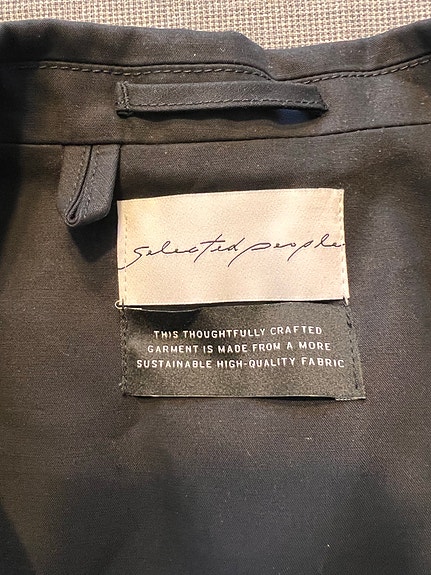 selected people
THIS THOUGHTFULLY CRAFTED
GARMENT IS MADE FROM A MORE
SUSTAINABLE HIGH-QUALITY FABRIC